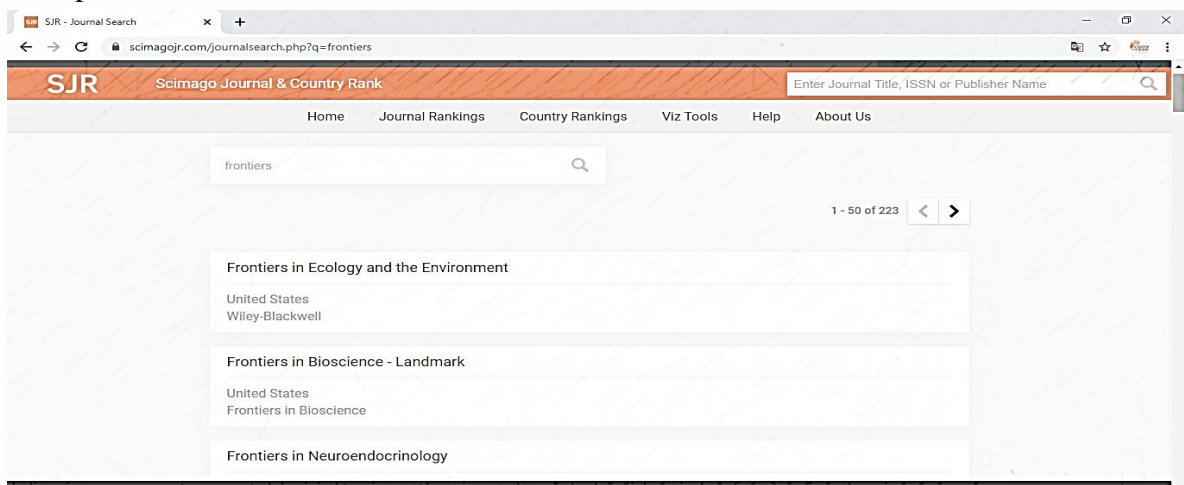 SJR - Journal Search
scimagojr.com/journalsearch.php?q=frontiers
SJR Scimago Journal & Country Rank Enter Journal Title, ISSN or Publisher Name
Home Journal Rankings Country Rankings Viz Tools Help About Us
frontiers
1 - 50 of 223
Frontiers in Ecology and the Environment
United States
Wiley-Blackwell
Frontiers in Bioscience - Landmark
United States
Frontiers in Bioscience
Frontiers in Neuroendocrinology